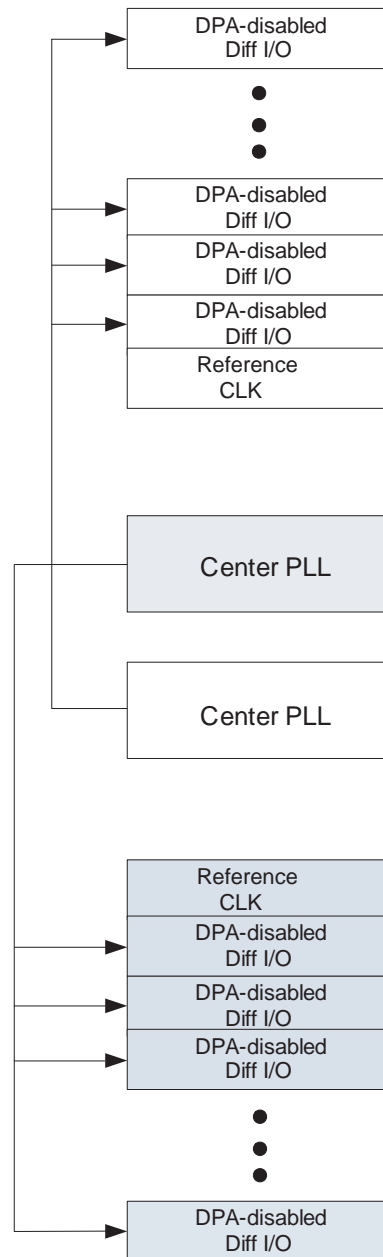 DPA-disabled
Diff I/O
DPA-disabled
Diff I/O
DPA-disabled
Diff I/O
DPA-disabled
Diff I/O
Reference
CLK
Center PLL
Center PLL
Reference
CLK
DPA-disabled
Diff I/O
DPA-disabled
Diff I/O
DPA-disabled
Diff I/O
DPA-disabled
Diff I/O